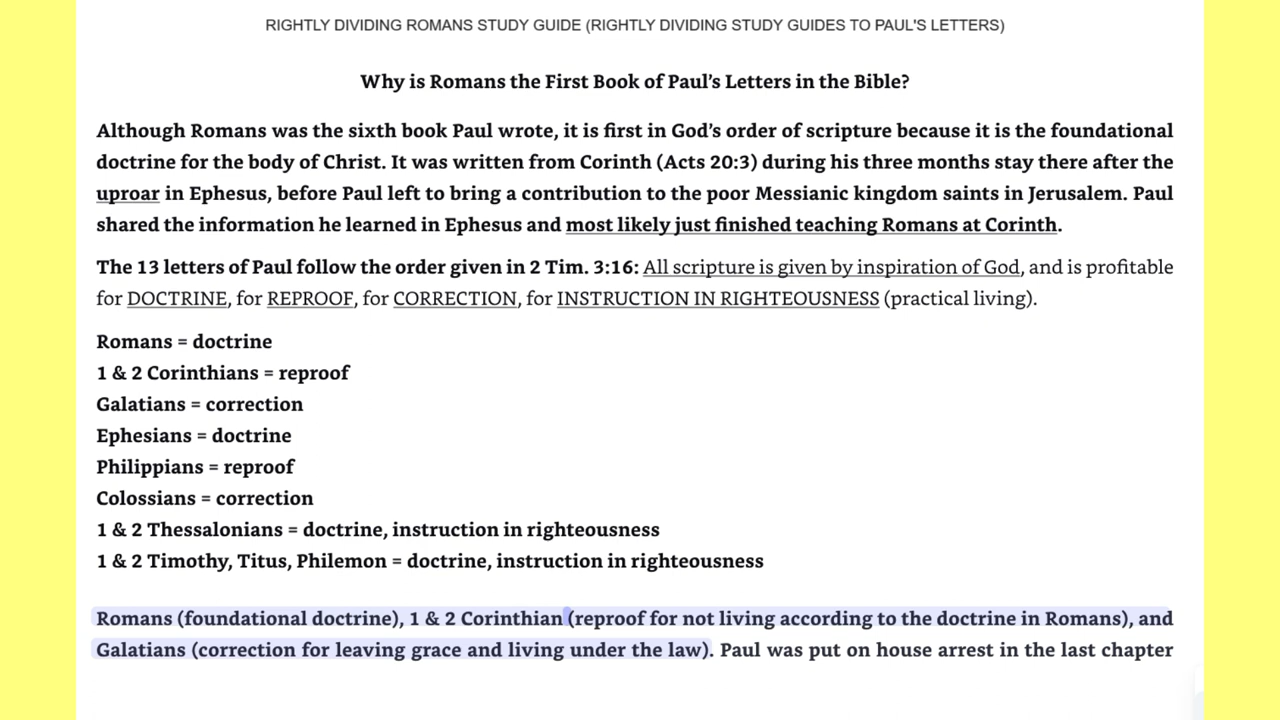 RIGHTLY DIVIDING ROMANS STUDY GUIDE (RIGHTLY DIVIDING STUDY GUIDES TO PAUL'S LETTERS)
Why is Romans the First Book of Paul’s Letters in the Bible?
Although Romans was the sixth book Paul wrote, it is first in God’s order of scripture because it is the foundational
doctrine for the body of Christ. It was written from Corinth (Acts 20:3) during his three months stay there after the
uproar in Ephesus, before Paul left to bring a contribution to the poor Messianic kingdom saints in Jerusalem. Paul
shared the information he learned in Ephesus and most likely just finished teaching Romans at Corinth.
The 13 letters of Paul follow the order given in 2 Tim. 3:16: All scripture is given by inspiration of God, and is profitable
for DOCTRINE, for REPROOF, for CORRECTION, for INSTRUCTION IN RIGHTEOUSNESS (practical living).
Romans = doctrine
1 & 2 Corinthians = reproof
Galatians = correction
Ephesians = doctrine
Philippians = reproof
Colossians = correction
1 & 2 Thessalonians = doctrine, instruction in righteousness
1 & 2 Timothy, Titus, Philemon = doctrine, instruction in righteousness
Romans (foundational doctrine), 1 & 2 Corinthian (reproof for not living according to the doctrine in Romans), and
Galatians (correction for leaving grace and living under the law). Paul was put on house arrest in the last chapter